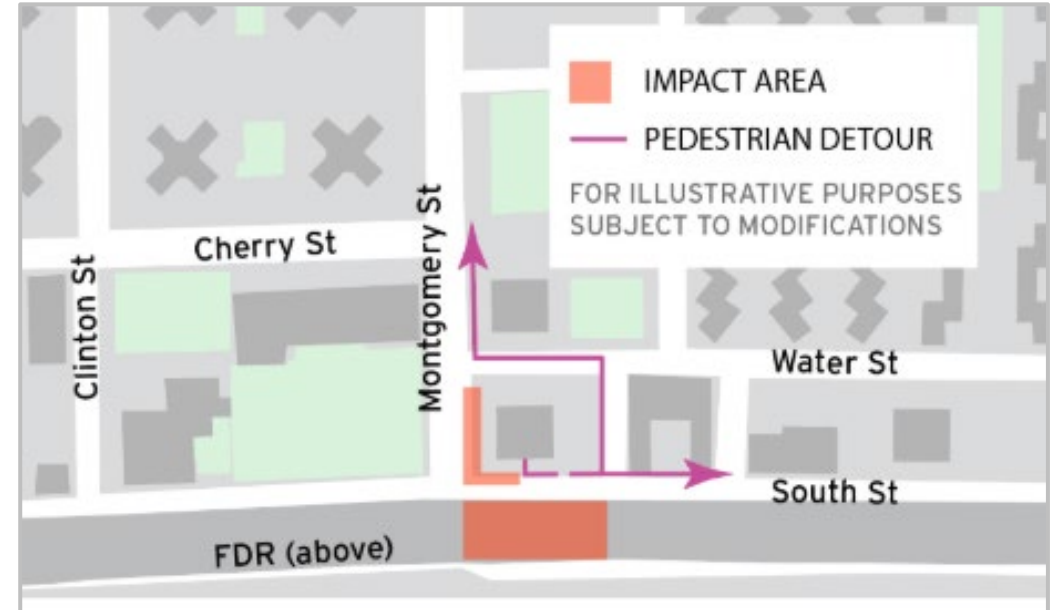 IMPACT AREA
PEDESTRIAN DETOUR
FOR ILLUSTRATIVE PURPOSES
SUBJECT TO MODIFICATIONS
Cherry St
Montgomery St
Clinton St
Water St
South St
FDR (above)